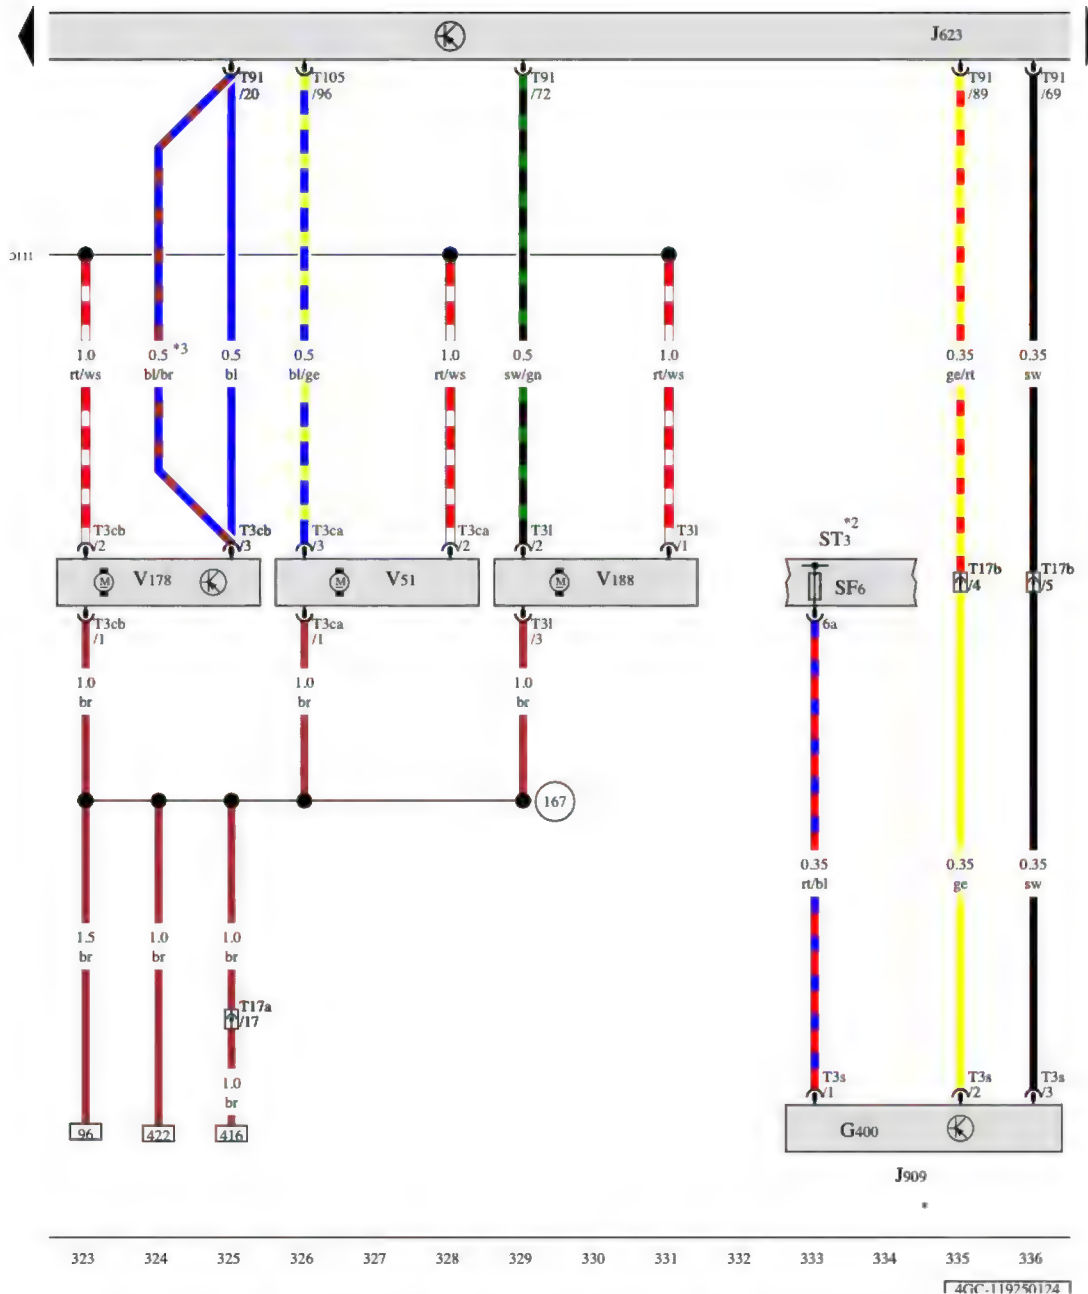 J623
T91 T105 T91 T91 T91
/20 /96 /72 /89 /69
1.0 0.5 *3 0.5 0.5 1.0 0.5 1.0 0.35 0.35
rt/ws bl/br bl bl/ge rt/ws sw/gn rt/ws ge/rt sw
T3cb T3cb T3ca T3ca T3l T3l
/2 /3 /3 /2 /2 /1
*2
ST3
M V178 M V51 M V188 SF6 T17b T17b
/4 /5
T3cb T3ca T3l 6a
/1 /1 /3
1.0 1.0 1.0
br br br
167
0.35 0.35 0.35
rt/bl ge sw
1.5 1.0 1.0
br br br
T17a
/17
1.0
br
T3s T3s T3s
/1 /2 /3
96 422 416 G400
J909
*
323 324 325 326 327 328 329 330 331 332 333 334 335 336
4GC-119250124